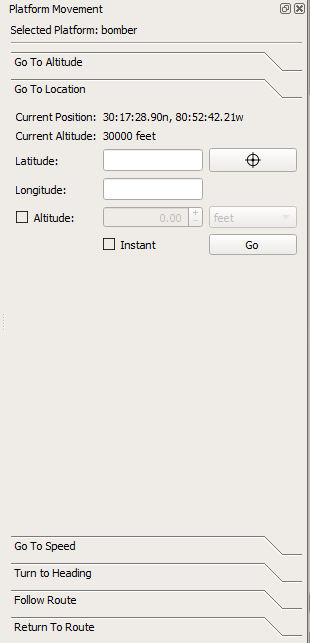 Platform Movement
Selected Platform: bomber
Go To Altitude
Go To Location
Current Position: 30:17:28.90n, 80:52:42.21w
Current Altitude: 30000 feet
Latitude:
Longitude:
Altitude: 0.00 feet
Instant Go
Go To Speed
Turn to Heading
Follow Route
Return To Route